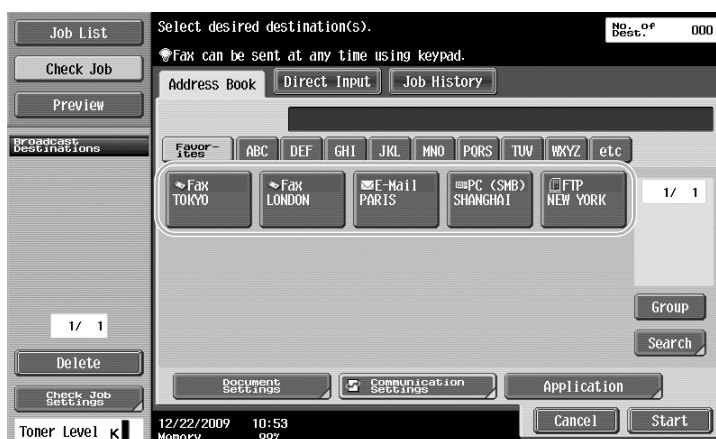 Job List
Check Job
Preview
Broadcast
Destinations
1/ 1
Delete
Check Job
Settings
Toner Level K
Select desired destination(s).
Fax can be sent at any time using keypad.
No. of
Dest. 000
Address Book Direct Input Job History
Favor-
ites ABC DEF GHI JKL MNO PQRS TUV WXYZ etc
Fax Fax E-Mail PC (SMB) FTP
TOKYO LONDON PARIS SHANGHAI NEW YORK
1/ 1
Group
Search
Document
Settings
Communication
Settings
Application
12/22/2009 10:53
Memory 99%
Cancel Start